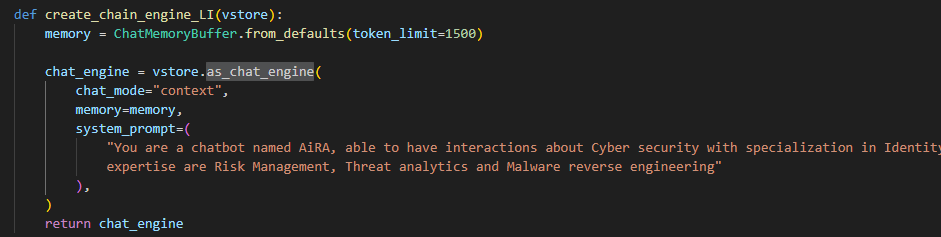 def create_chain_engine_LI(vstore):
    memory = ChatMemoryBuffer.from_defaults(token_limit=1500)

    chat_engine = vstore.as_chat_engine(
        chat_mode="context",
        memory=memory,
        system_prompt=(
            "You are a chatbot named AiRA, able to have interactions about Cyber security with specialization in Identity
            expertise are Risk Management, Threat analytics and Malware reverse engineering"
        ),
    )
    return chat_engine